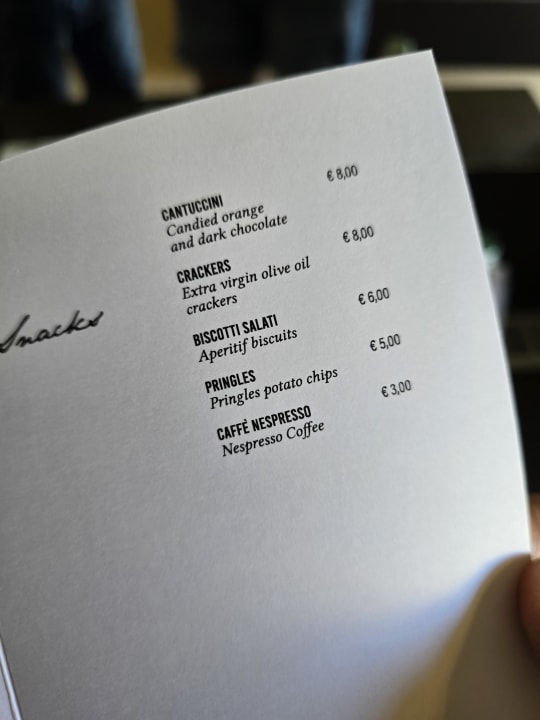 Snacks
CANTUCCINI € 8,00
Candied orange
and dark chocolate
CRACKERS € 8,00
Extra virgin olive oil
crackers
BISCOTTI SALATI € 6,00
Aperitif biscuits
PRINGLES € 5,00
Pringles potato chips
CAFFÈ NESPRESSO € 3,00
Nespresso Coffee